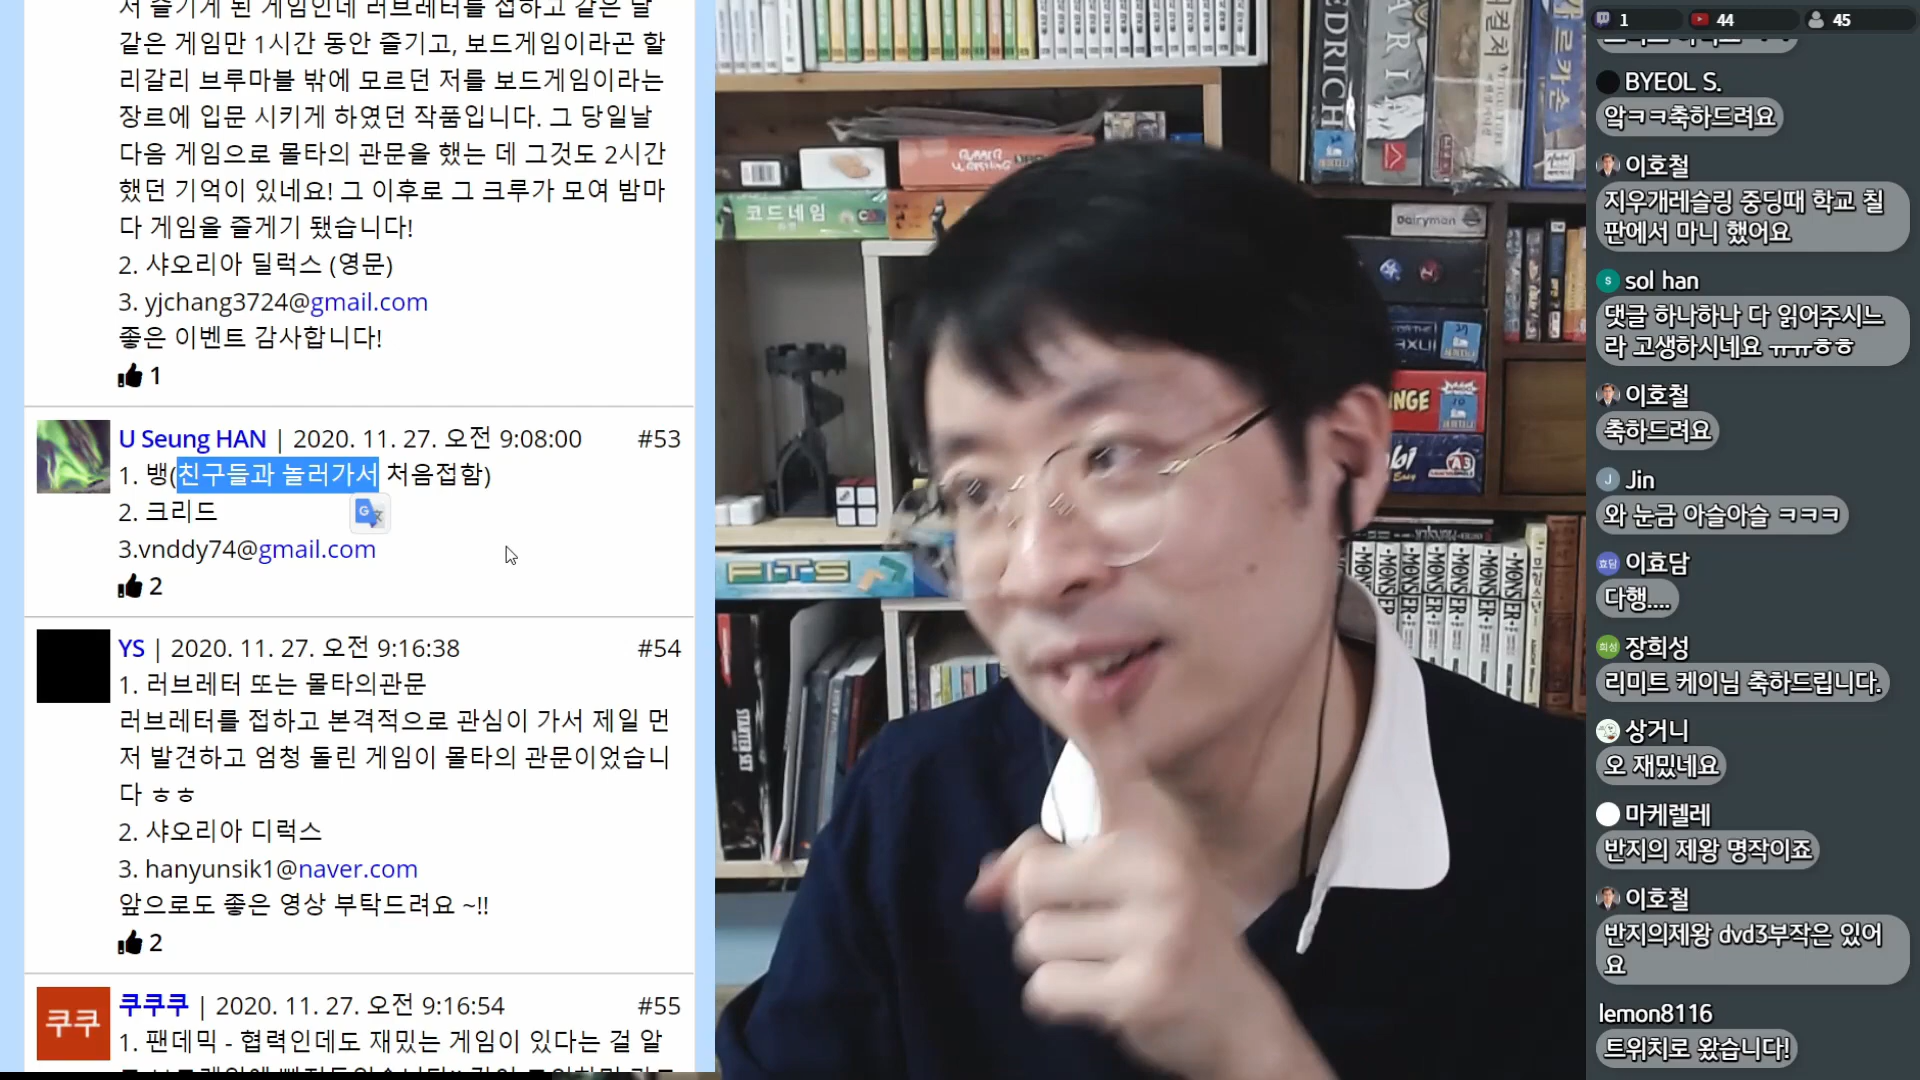 서 즐기게 된 게임인데 러브레터를 접하고 같은 날
같은 게임만 1시간 동안 즐기고, 보드게임이라곤 할
리갈리 브루마블 밖에 모르던 저를 보드게임이라는
장르에 입문 시키게 하였던 작품입니다. 그 당일날
다음 게임으로 몰타의 관문을 했는 데 그것도 2시간
했던 기억이 있네요! 그 이후로 그 크루가 모여 밤마
다 게임을 즐게기 됐습니다!
2. 샤오리아 딜럭스 (영문)
3. yjchang3724@gmail.com
좋은 이벤트 감사합니다!
1
U Seung HAN | 2020. 11. 27. 오전 9:08:00 #53
1. 뱅(친구들과 놀러가서 처음접함)
2. 크리드
3.vnddy74@gmail.com
2
YS | 2020. 11. 27. 오전 9:16:38 #54
1. 러브레터 또는 몰타의관문
러브레터를 접하고 본격적으로 관심이 가서 제일 먼
저 발견하고 엄청 돌린 게임이 몰타의 관문이었습니
다 ㅎㅎ
2. 샤오리아 디럭스
3. hanyunsik1@naver.com
앞으로도 좋은 영상 부탁드려요 ~!!
2
쿠쿠
쿠쿠쿠 | 2020. 11. 27. 오전 9:16:54 #55
1. 팬데믹 - 협력인데도 재밌는 게임이 있다는 걸 알
코드네임
FITS
STARTER SET
Dairyman
MONSTER
MONSTER
MONSTER
MONSTER
MONSTER
1
44
45
BYEOL S.
앜ㅋㅋ축하드려요
이호철
지우개레슬링 중딩때 학교 칠
판에서 마니 했어요
sol han
댓글 하나하나 다 읽어주시느
라 고생하시네요 ㅠㅠㅎㅎ
이호철
축하드려요
Jin
와 눈금 아슬아슬 ㅋㅋㅋ
효담
이효담
다행....
희성
장희성
리미트 케이님 축하드립니다.
상거니
오 재밌네요
마케렐레
반지의 제왕 명작이죠
이호철
반지의제왕 dvd3부작은 있어
요
lemon8116
트위치로 왔습니다!